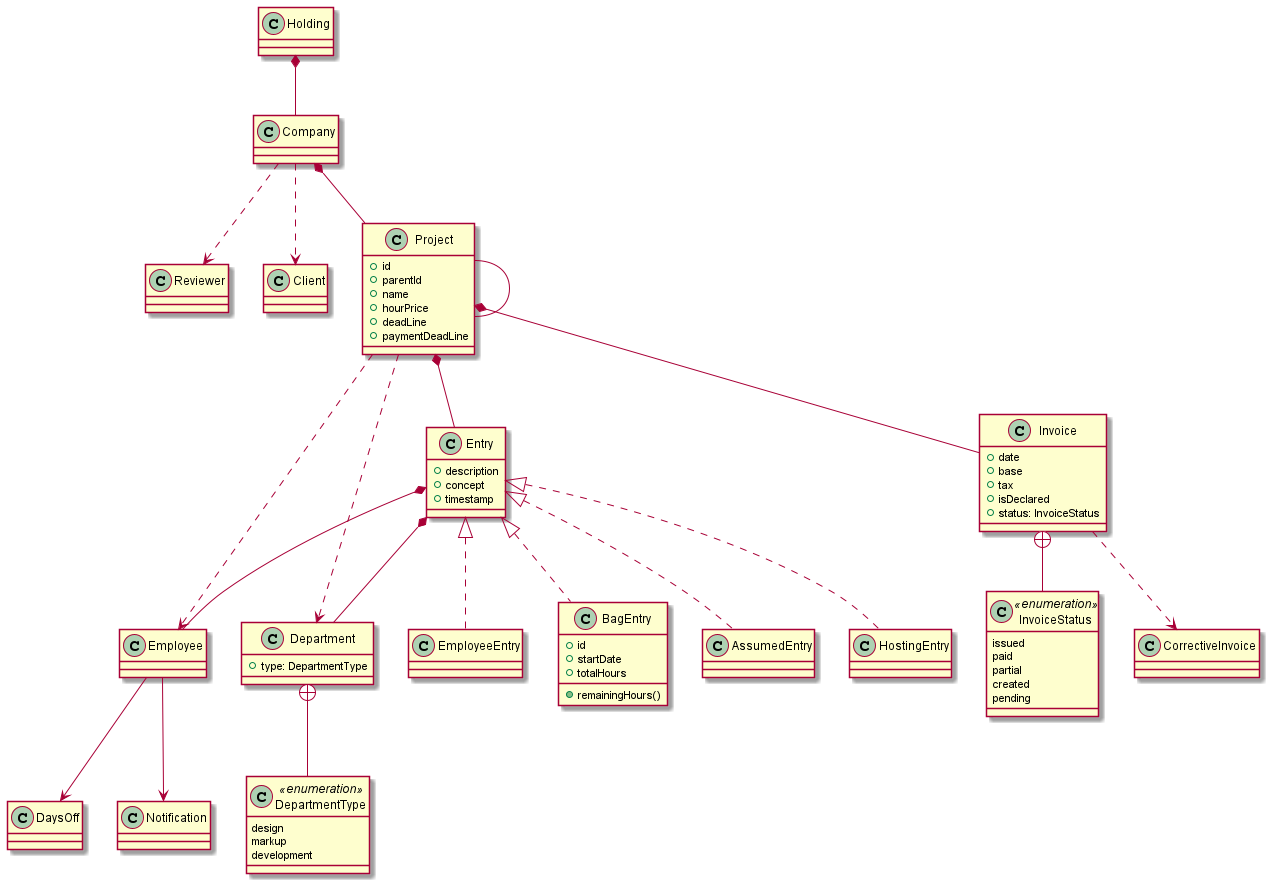 C Holding
C Company
C Reviewer
C Client
C Project
id
parentId
name
hourPrice
deadLine
paymentDeadLine
C Entry
description
concept
timestamp
C Invoice
date
base
tax
isDeclared
status: InvoiceStatus
C Employee
C Department
type: DepartmentType
C EmployeeEntry
C BagEntry
id
startDate
totalHours
remainingHours()
C AssumedEntry
C HostingEntry
C «enumeration»
InvoiceStatus
issued
paid
partial
created
pending
C CorrectiveInvoice
C DaysOff
C Notification
C «enumeration»
DepartmentType
design
markup
development